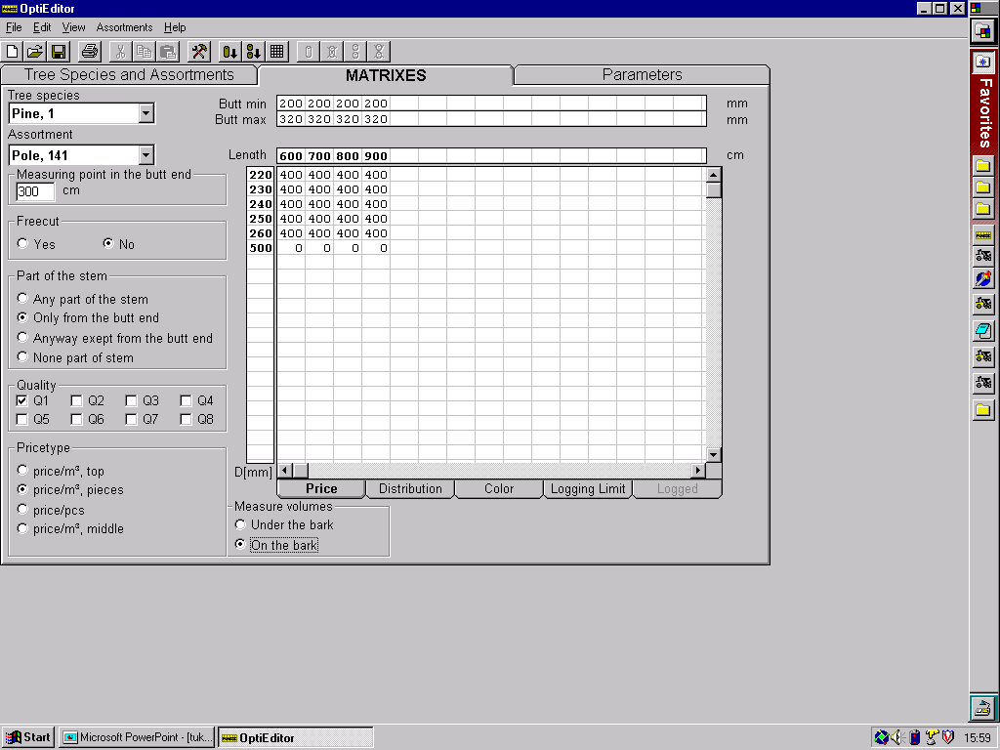 OptiEditor
File Edit View Assortments Help
Tree Species and Assortments MATRIXES Parameters
Tree species
Pine, 1
Assortment
Pole, 141
Measuring point in the butt end
300 cm
Freecut
Yes No
Part of the stem
Any part of the stem
Only from the butt end
Anyway exept from the butt end
None part of stem
Quality
Q1 Q2 Q3 Q4
Q5 Q6 Q7 Q8
Pricetype
price/m³, top
price/m³, pieces
price/pcs
price/m³, middle
Butt min 200 200 200 200 mm
Butt max 320 320 320 320 mm
Length 600 700 800 900 cm
220 400 400 400 400
230 400 400 400 400
240 400 400 400 400
250 400 400 400 400
260 400 400 400 400
500 0 0 0 0
D[mm]
Price Distribution Color Logging Limit Logged
Measure volumes
Under the bark
On the bark
Favorites
Start Microsoft PowerPoint - [tuk... OptiEditor 15:59